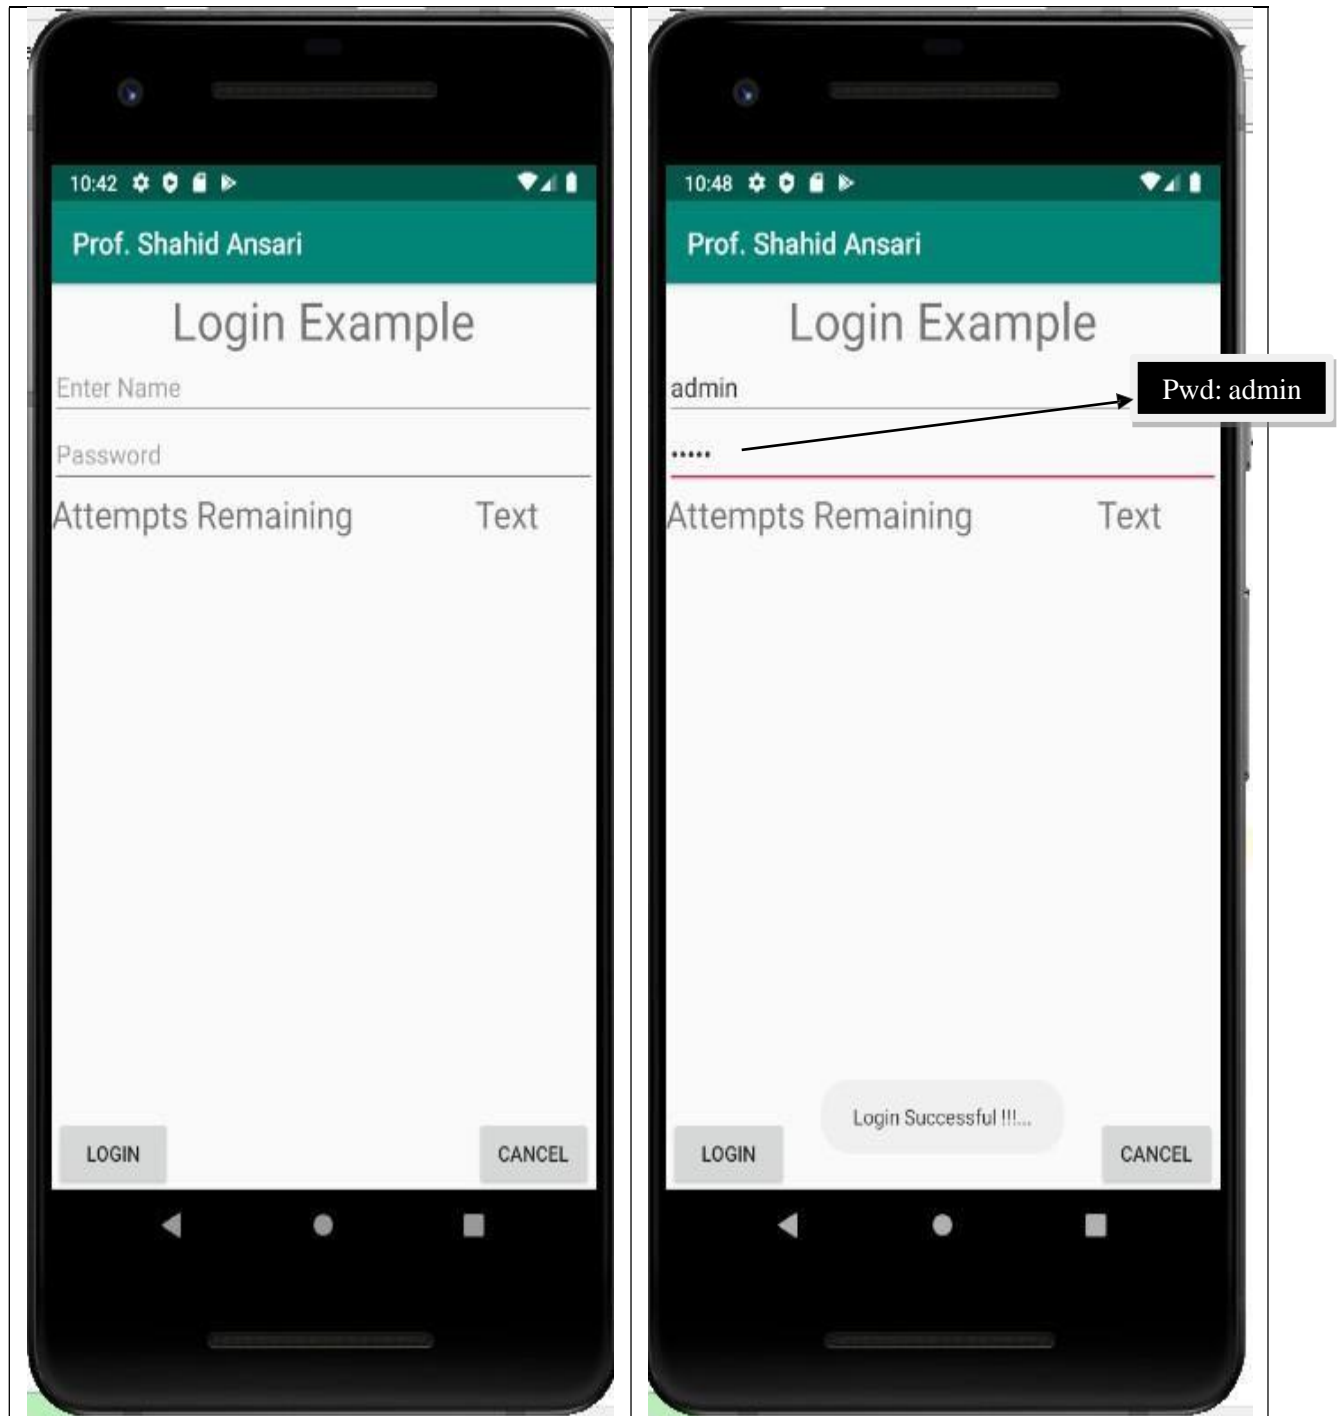 10:42
Prof. Shahid Ansari
Login Example
Enter Name
Password
Attempts Remaining Text
LOGIN CANCEL
10:48
Prof. Shahid Ansari
Login Example
admin
•••••
Attempts Remaining Text
Login Successful !!!...
LOGIN CANCEL
Pwd: admin